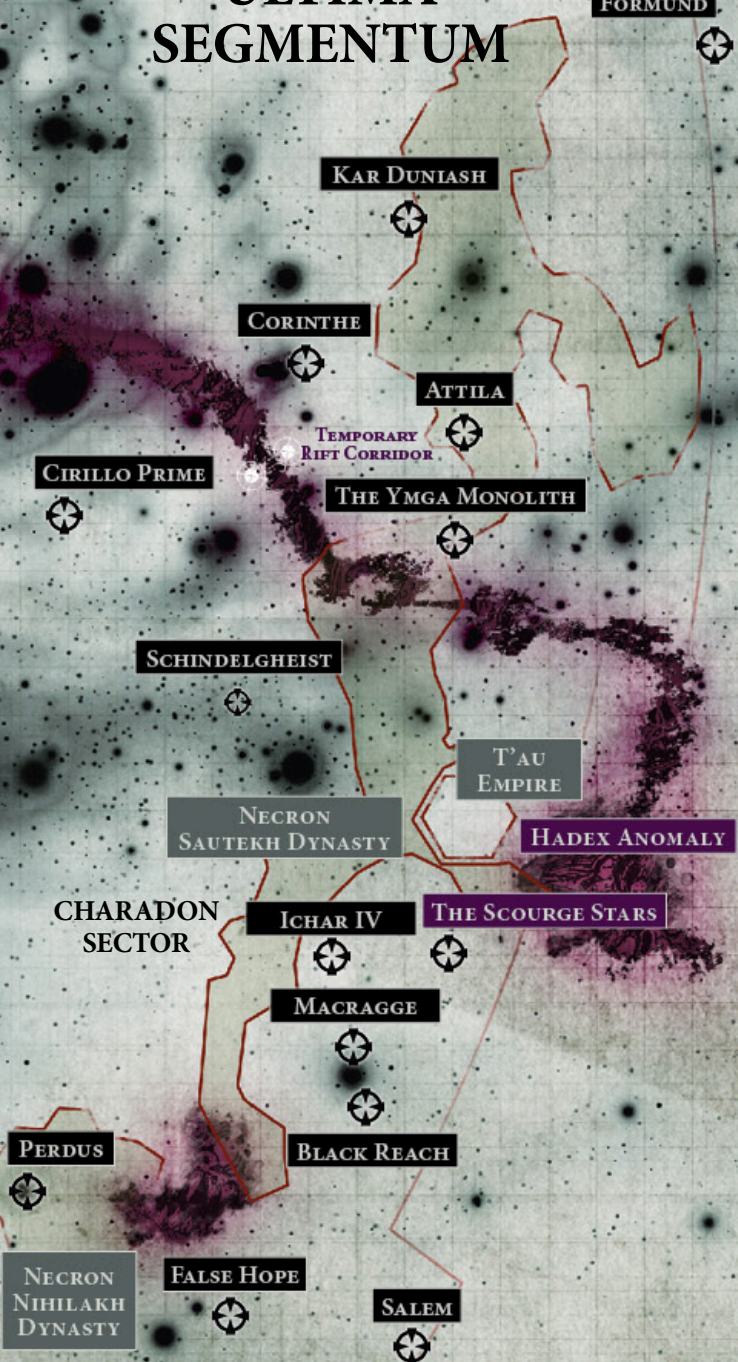 ULTIMA
SEGMENTUM
FORMUND
KAR DUNIASH
CORINTHE
ATTILA
TEMPORARY
RIFT CORRIDOR
CIRILLO PRIME
THE YMGA MONOLITH
SCHINDELGHEIST
T'AU
EMPIRE
NECRON
SAUTEKH DYNASTY
HADEX ANOMALY
CHARADON
SECTOR
ICHAR IV
THE SCOURGE STARS
MACRAGGE
PERDUS
BLACK REACH
NECRON
NIHILAKH
DYNASTY
FALSE HOPE
SALEM